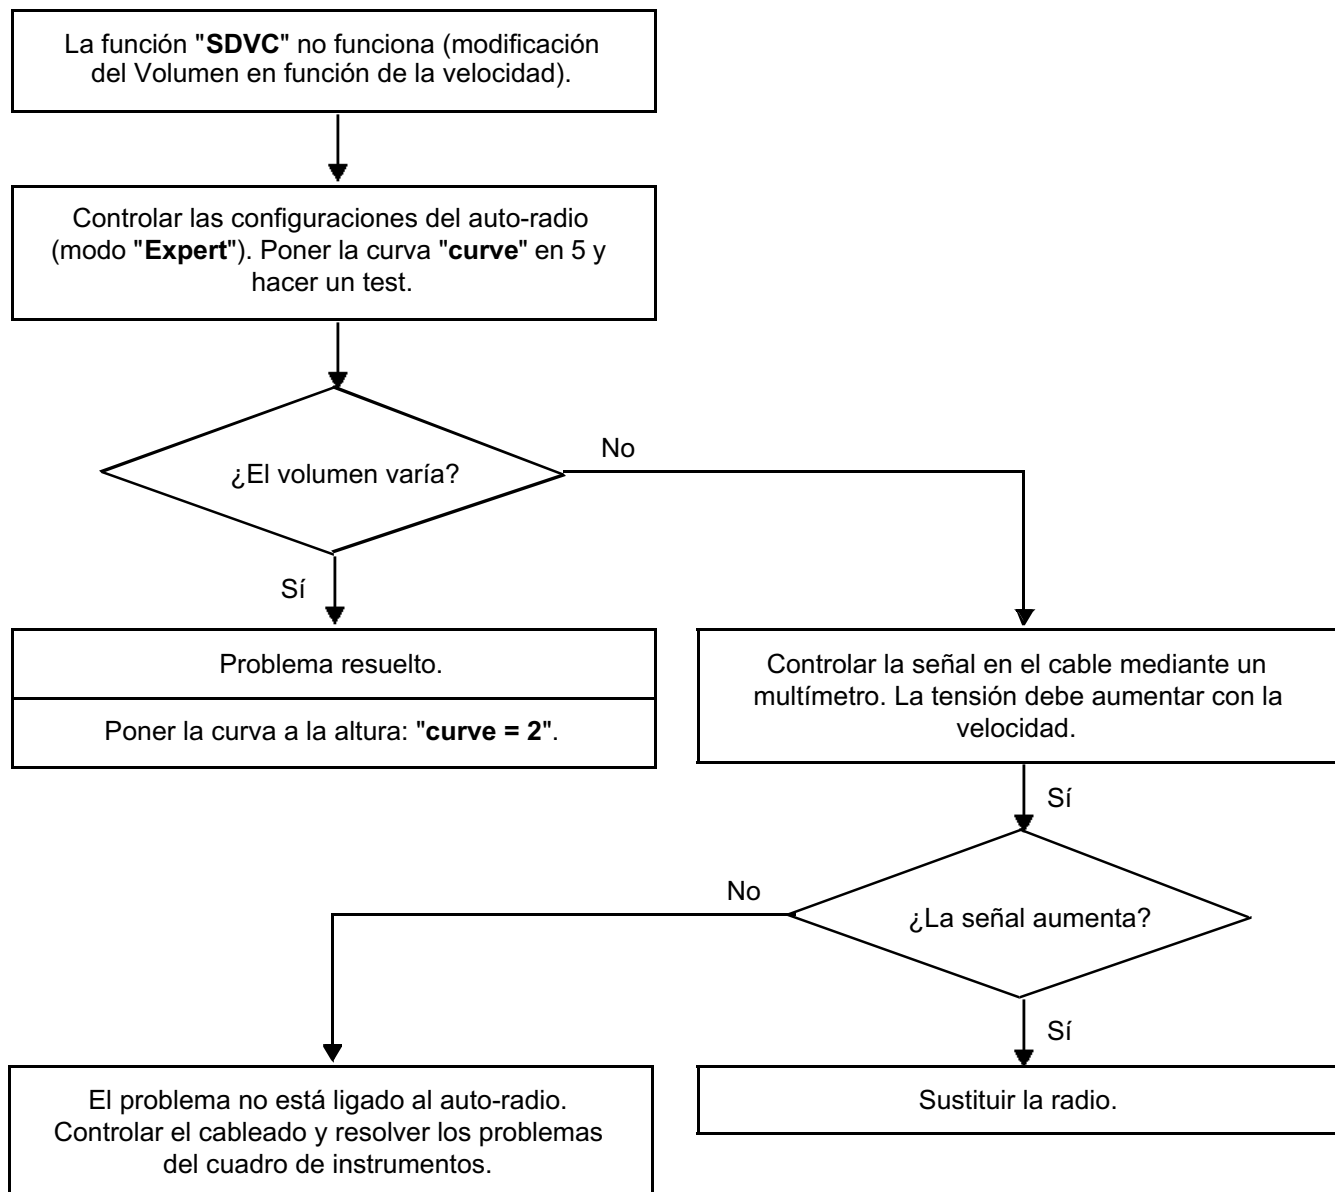 La función "SDVC" no funciona (modificación
del Volumen en función de la velocidad).
Controlar las configuraciones del auto-radio
(modo "Expert"). Poner la curva "curve" en 5 y
hacer un test.
¿El volumen varía?
No
Sí
Problema resuelto.
Poner la curva a la altura: "curve = 2".
Controlar la señal en el cable mediante un
multímetro. La tensión debe aumentar con la
velocidad.
Sí
¿La señal aumenta?
No
Sí
El problema no está ligado al auto-radio.
Controlar el cableado y resolver los problemas
del cuadro de instrumentos.
Sustituir la radio.